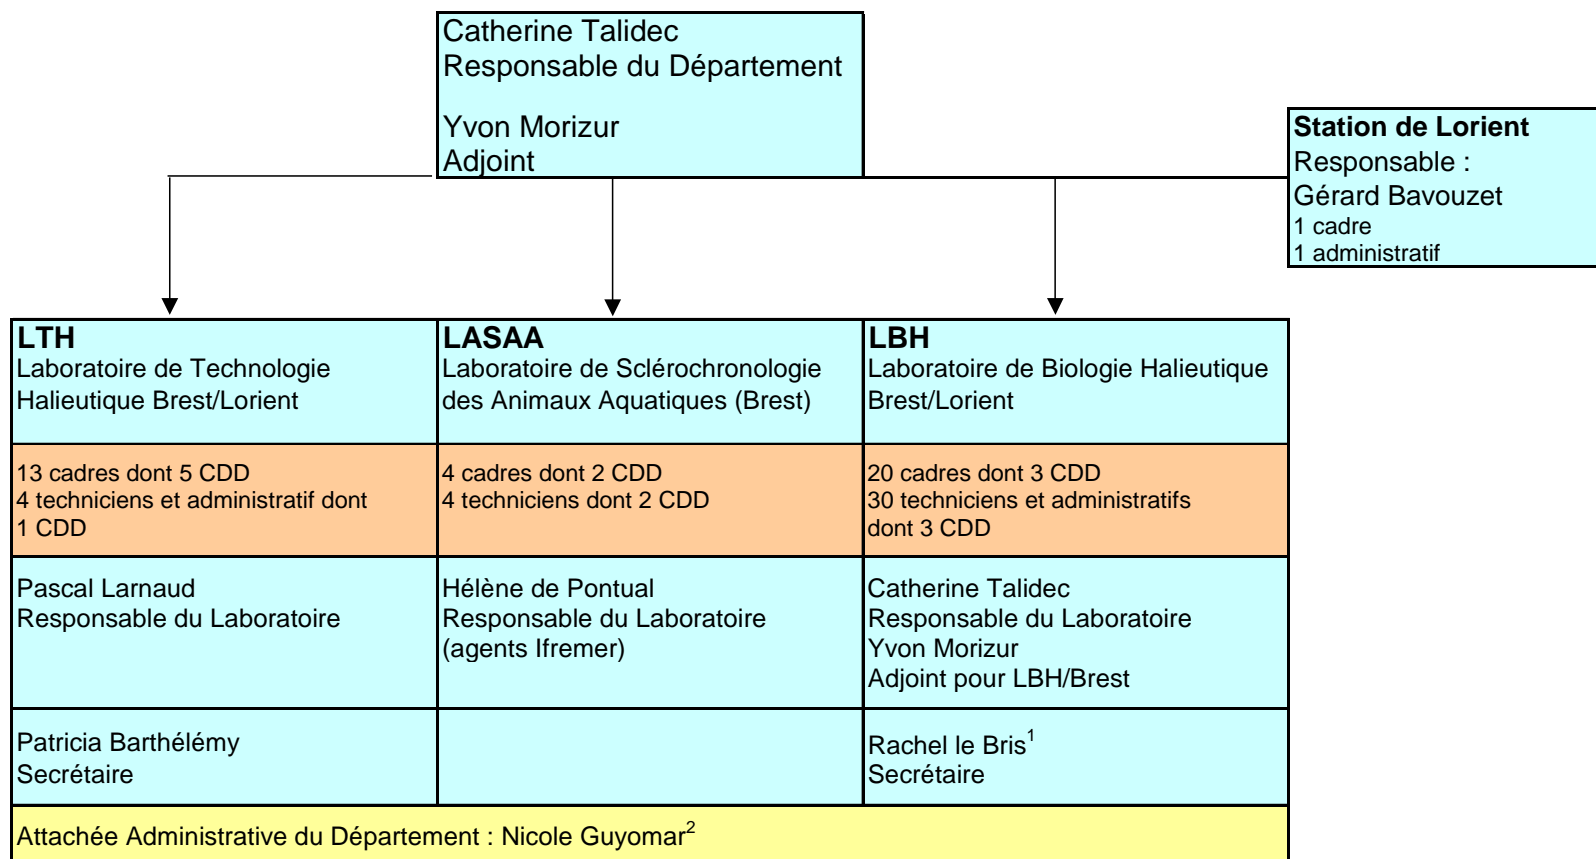 Catherine Talidec
Responsable du Département
Yvon Morizur
Adjoint
Station de Lorient
Responsable :
Gérard Bavouzet
1 cadre
1 administratif
LTH
Laboratoire de Technologie
Halieutique Brest/Lorient
LASAA
Laboratoire de Sclérochronologie
des Animaux Aquatiques (Brest)
LBH
Laboratoire de Biologie Halieutique
Brest/Lorient
13 cadres dont 5 CDD
4 techniciens et administratif dont
1 CDD
4 cadres dont 2 CDD
4 techniciens dont 2 CDD
20 cadres dont 3 CDD
30 techniciens et administratifs
dont 3 CDD
Pascal Larnaud
Responsable du Laboratoire
Hélène de Pontual
Responsable du Laboratoire
(agents Ifremer)
Catherine Talidec
Responsable du Laboratoire
Yvon Morizur
Adjoint pour LBH/Brest
Patricia Barthélémy
Secrétaire
Rachel le Bris¹
Secrétaire
Attachée Administrative du Département : Nicole Guyomar²